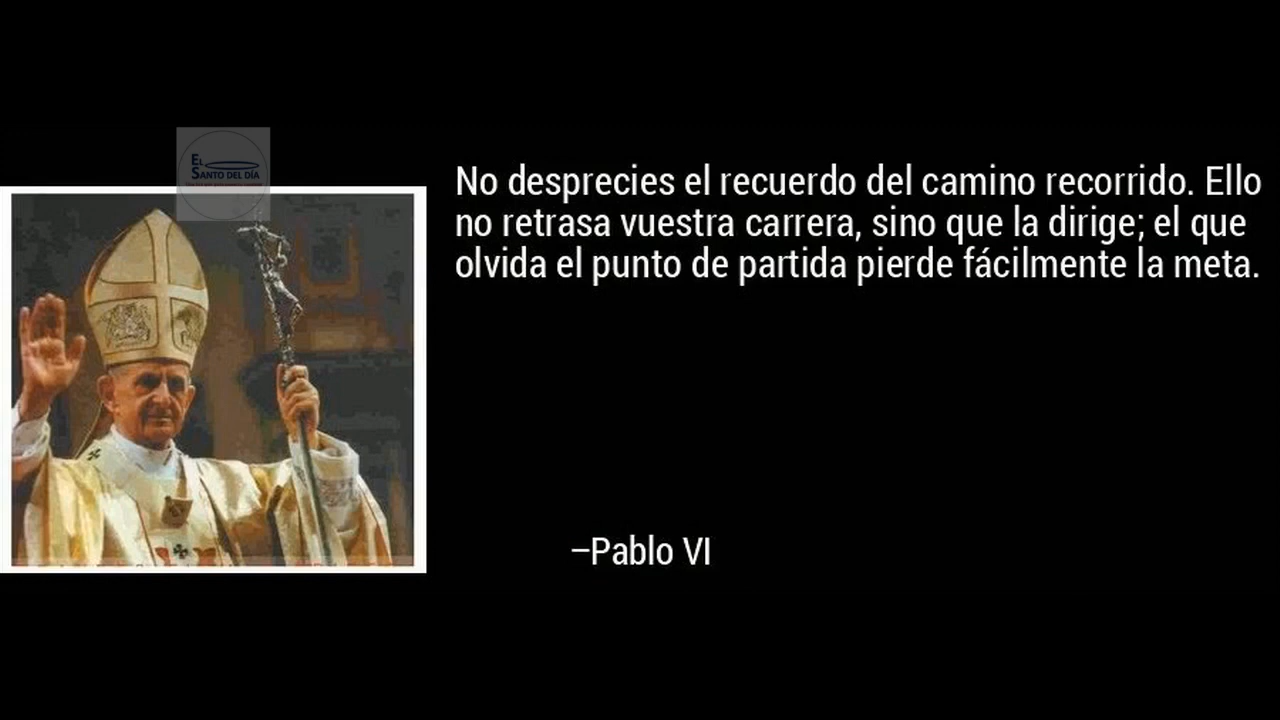 EL
SANTO DEL DÍA
No desprecies el recuerdo del camino recorrido. Ello
no retrasa vuestra carrera, sino que la dirige; el que
olvida el punto de partida pierde fácilmente la meta.
–Pablo VI